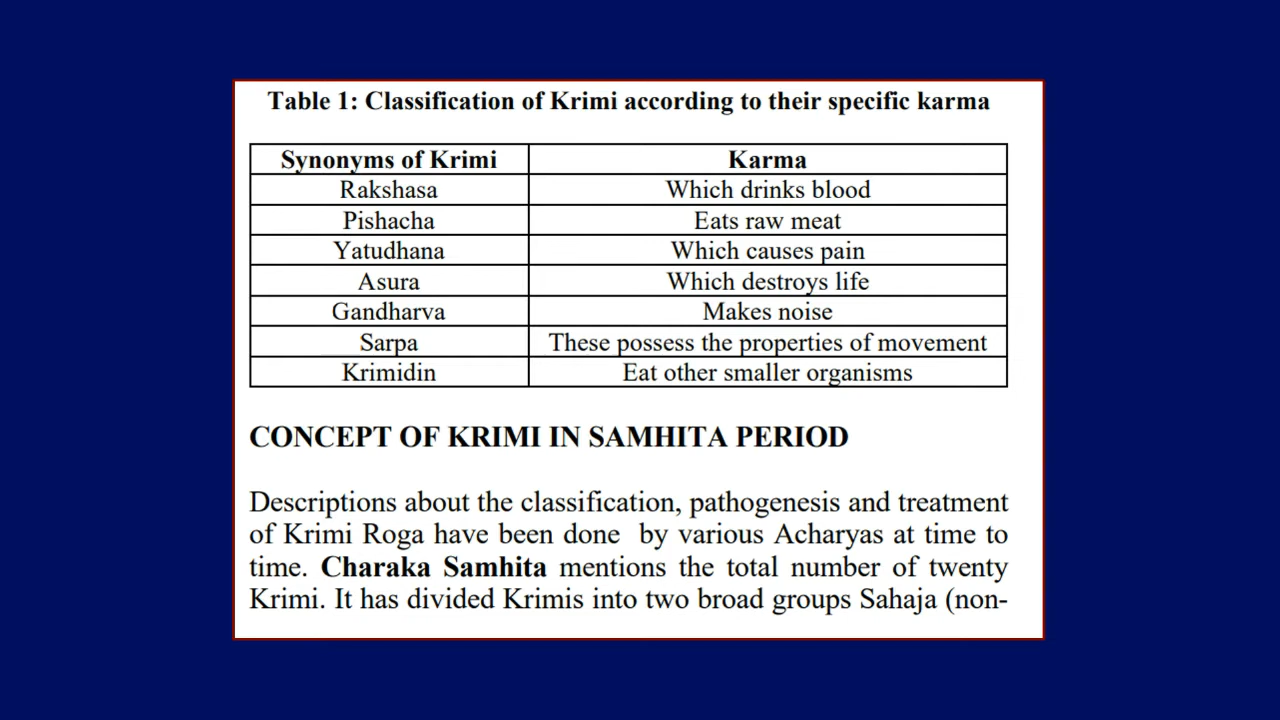 Table 1: Classification of Krimi according to their specific karma
Synonyms of Krimi Karma
Rakshasa Which drinks blood
Pishacha Eats raw meat
Yatudhana Which causes pain
Asura Which destroys life
Gandharva Makes noise
Sarpa These possess the properties of movement
Krimidin Eat other smaller organisms
CONCEPT OF KRIMI IN SAMHITA PERIOD
Descriptions about the classification, pathogenesis and treatment
of Krimi Roga have been done by various Acharyas at time to
time. Charaka Samhita mentions the total number of twenty
Krimi. It has divided Krimis into two broad groups Sahaja (non-